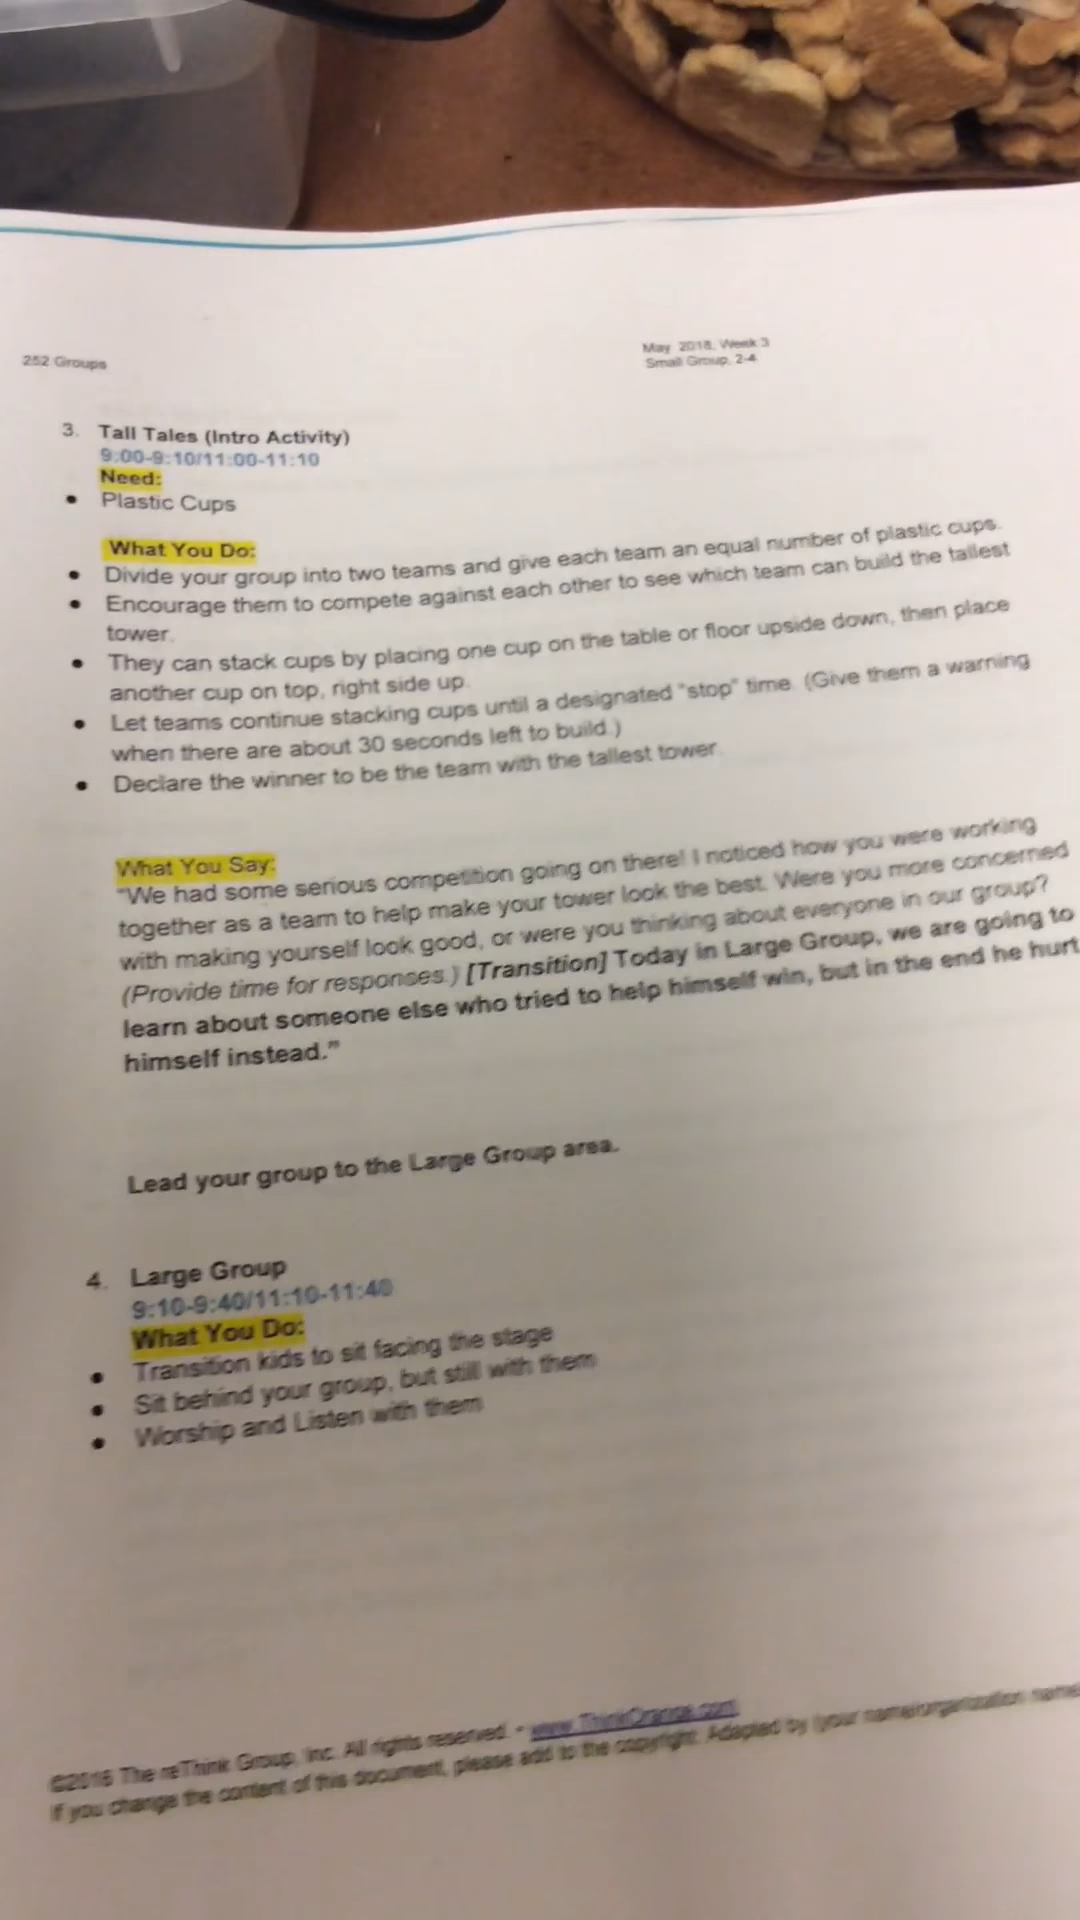 252 Groups
May 2018, Week 3
Small Group, 2-4
3. Tall Tales (Intro Activity)
9:00-9:10/11:00-11:10
Need:
• Plastic Cups
What You Do:
• Divide your group into two teams and give each team an equal number of plastic cups.
• Encourage them to compete against each other to see which team can build the tallest
tower.
• They can stack cups by placing one cup on the table or floor upside down, then place
another cup on top, right side up.
• Let teams continue stacking cups until a designated "stop" time. (Give them a warning
when there are about 30 seconds left to build.)
• Declare the winner to be the team with the tallest tower.
What You Say:
"We had some serious competition going on there! I noticed how you were working
together as a team to help make your tower look the best. Were you more concerned
with making yourself look good, or were you thinking about everyone in our group?
(Provide time for responses.) [Transition] Today in Large Group, we are going to
learn about someone else who tried to help himself win, but in the end he hurt
himself instead."
Lead your group to the Large Group area.
4. Large Group
9:10-9:40/11:10-11:40
What You Do:
• Transition kids to sit facing the stage
• Sit behind your group, but still with them
• Worship and Listen with them
The reThink Group, Inc. All rights reserved. • www.ThinkOrange.com
If you change the content of this document, please add to the copyright: Adapted by (your name/organization name